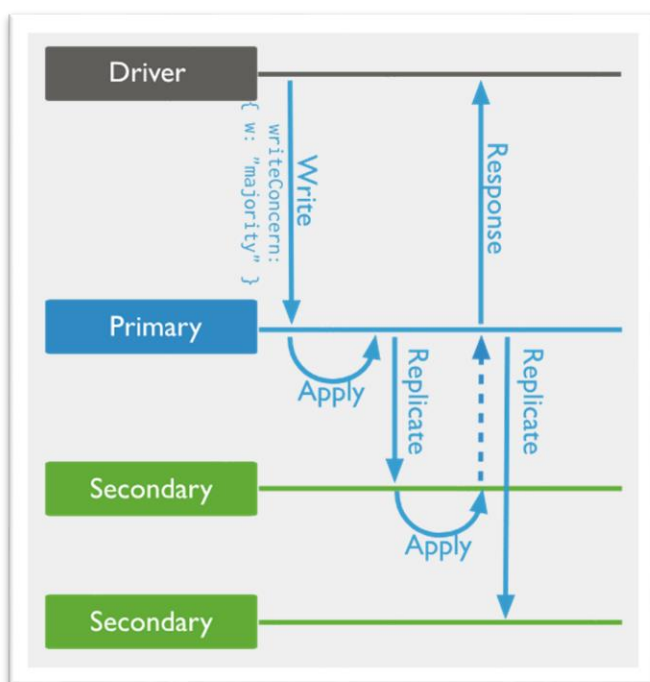 Driver
Write
writeConcern:
{ w: "majority" }
Response
Primary
Apply
Replicate
Replicate
Secondary
Apply
Secondary